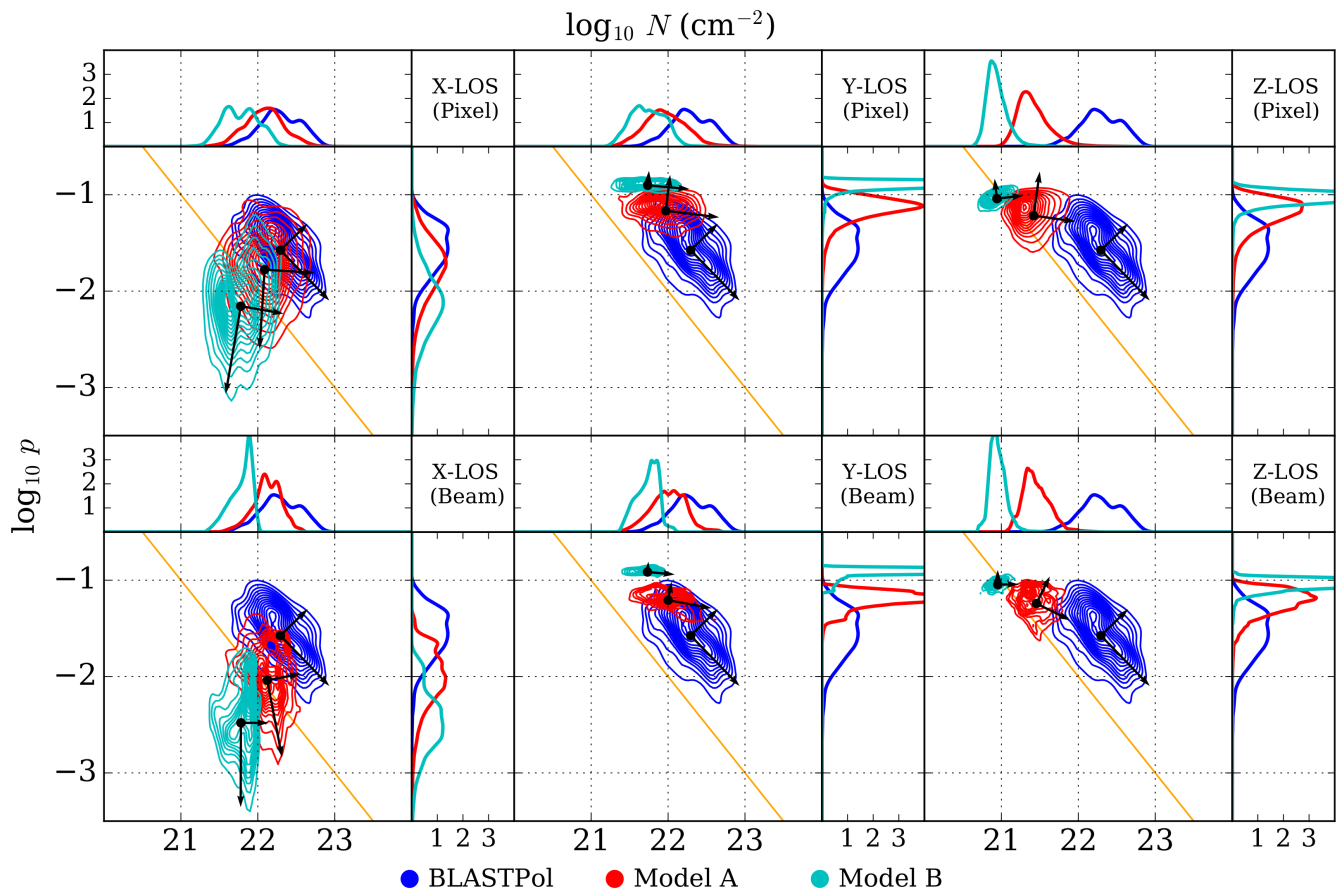 log₁₀ N (cm⁻²)
3
2
1
X-LOS
(Pixel)
Y-LOS
(Pixel)
Z-LOS
(Pixel)
−1
−2
−3
log₁₀ p
3
2
1
X-LOS
(Beam)
Y-LOS
(Beam)
Z-LOS
(Beam)
−1
−2
−3
21 22 23 1 2 3 21 22 23 1 2 3 21 22 23 1 2 3
BLASTPol Model A Model B